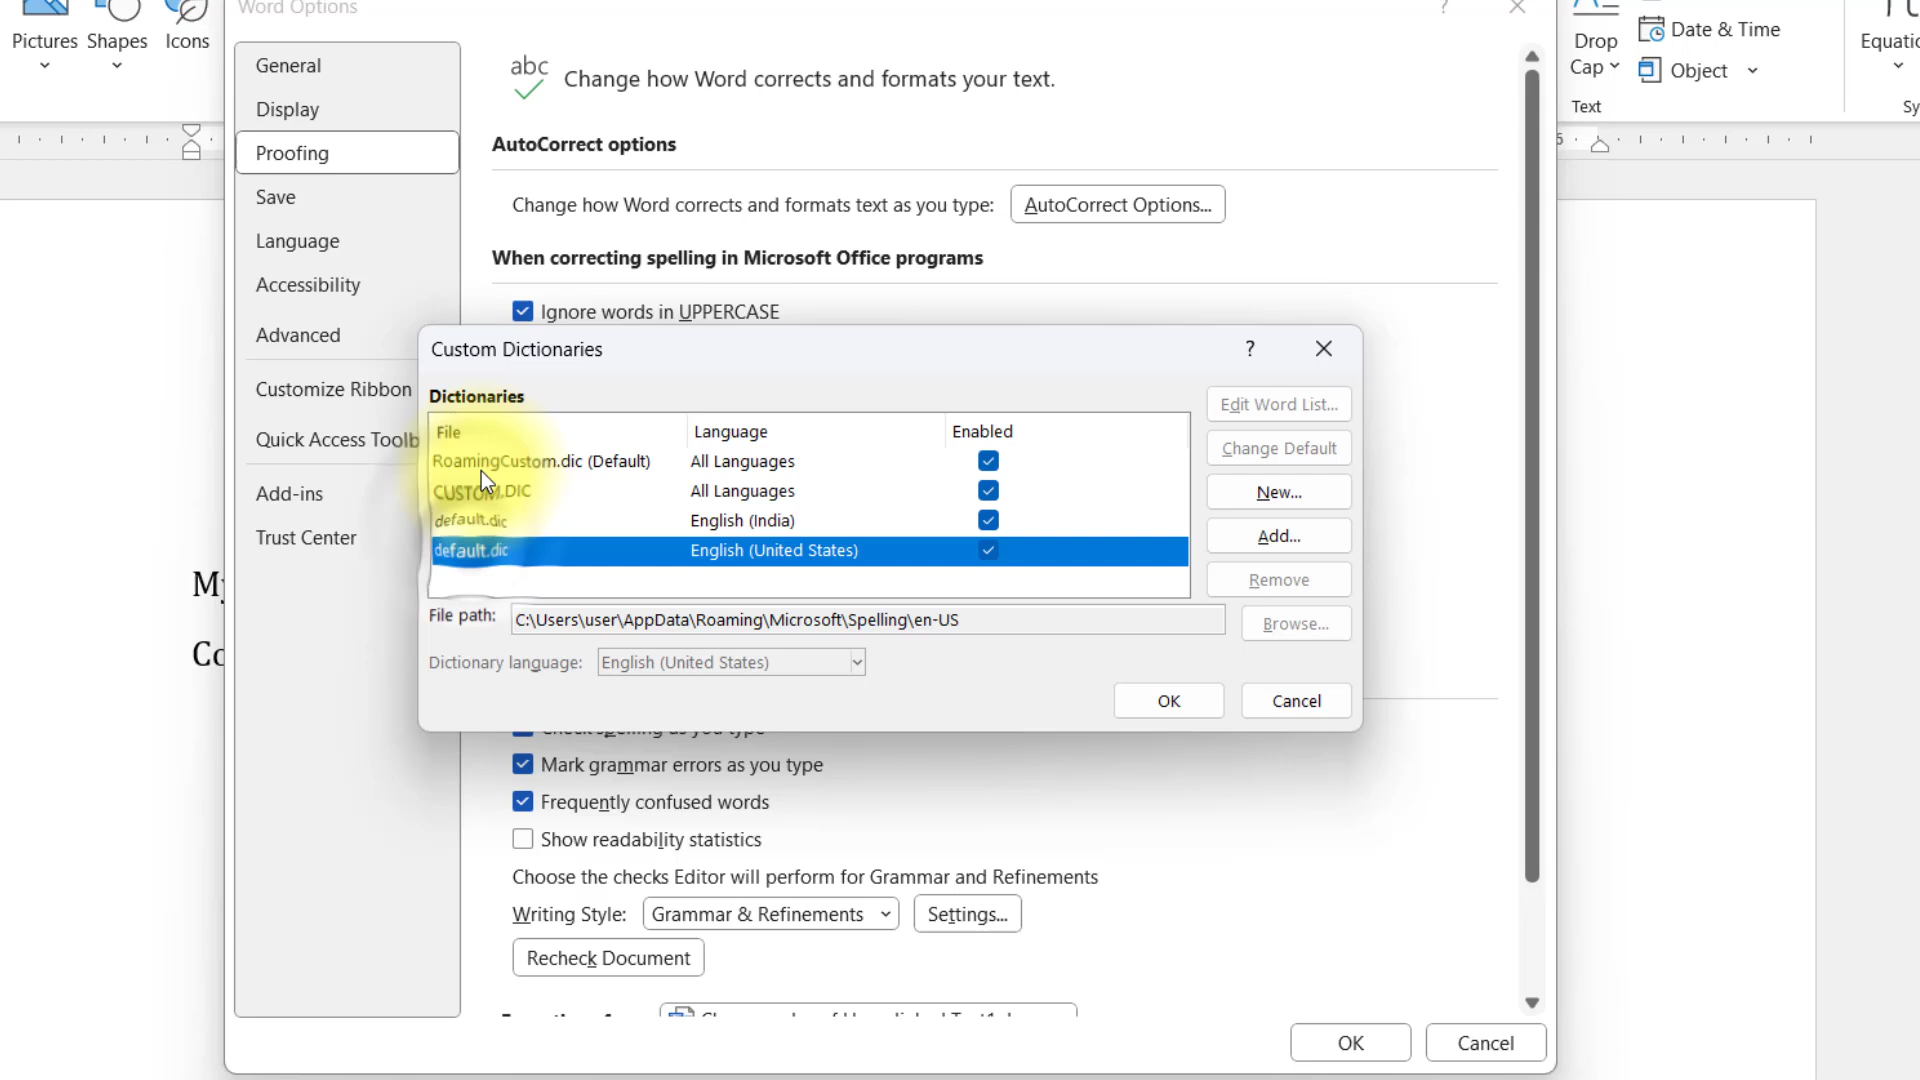 Word Options
?
Pictures
Shapes
Icons
Drop
Cap
Date & Time
Object
Text
General
Display
Proofing
Save
Language
Accessibility
Advanced
Customize Ribbon
Add-ins
Trust Center
abc
Change how Word corrects and formats your text.
AutoCorrect options
Change how Word corrects and formats text as you type:
AutoCorrect Options...
When correcting spelling in Microsoft Office programs
Ignore words in UPPERCASE
Custom Dictionaries
?
Dictionaries
File Language Enabled
RoamingCustom.dic (Default) All Languages
CUSTOM.DIC All Languages
default.dic English (India)
default.dic English (United States)
Edit Word List...
Change Default
New...
Add...
Remove
File path: C:\Users\user\AppData\Roaming\Microsoft\Spelling\en-US
Browse...
Dictionary language: English (United States)
OK
Cancel
Check spelling as you type
Mark grammar errors as you type
Frequently confused words
Show readability statistics
Choose the checks Editor will perform for Grammar and Refinements
Writing Style: Grammar & Refinements Settings...
Recheck Document
OK
Cancel